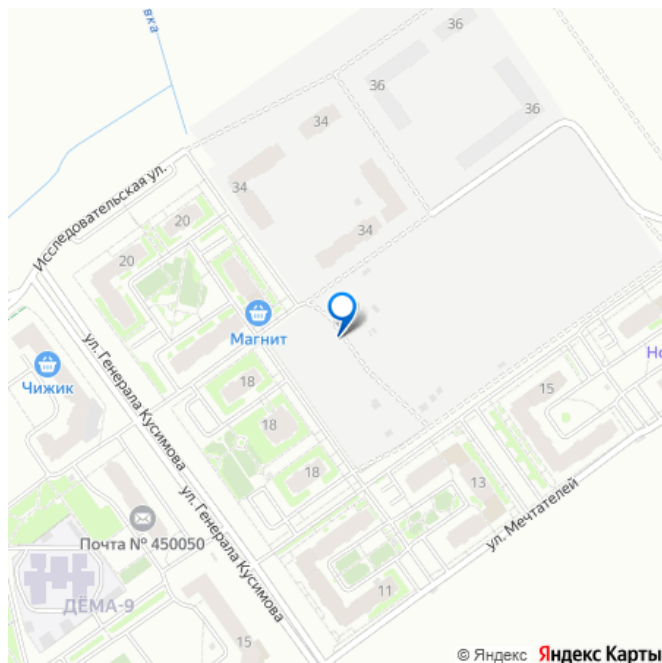 вка
36
36
36
34
34
34
Исследовательская ул.
20
20
Магнит
Но
Чижик
ул. Генерала Кусимова
18
15
18
18
13
ул. Генерала Кусимова
ул. Мечтателей
Почта № 450050
ДЁМА-9
11
15
© Яндекс Яндекс Карты